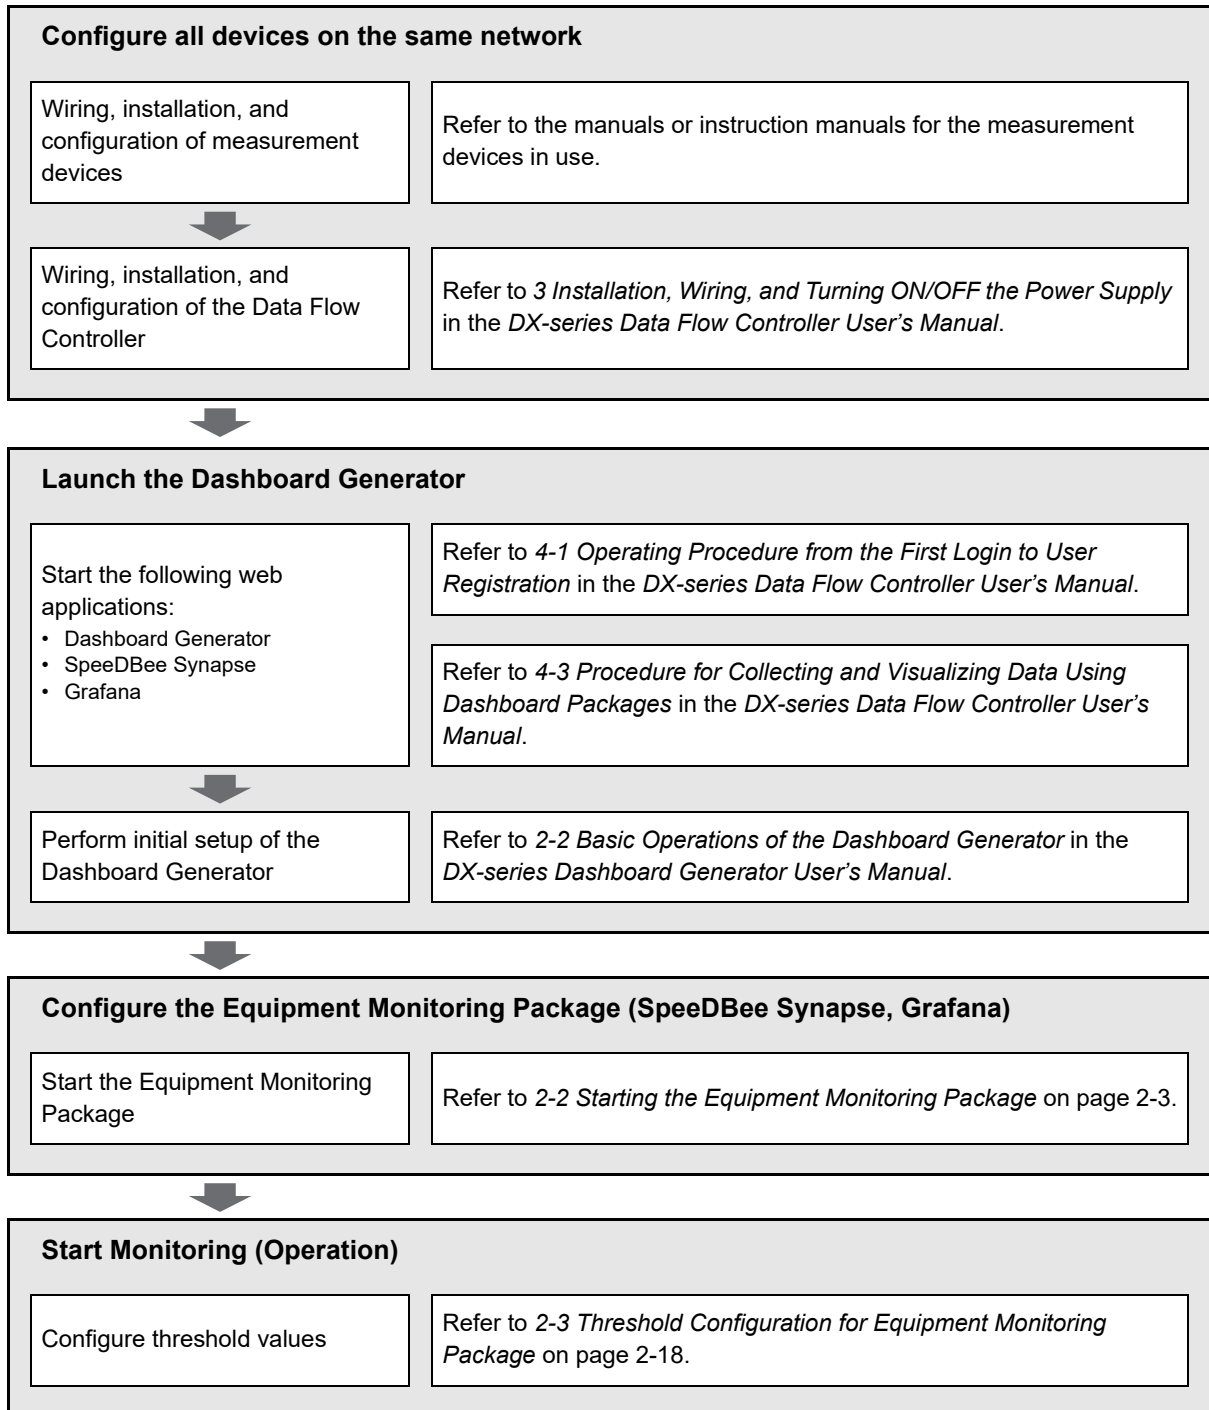 Configure all devices on the same network
Wiring, installation, and
configuration of measurement
devices
Refer to the manuals or instruction manuals for the measurement
devices in use.
Wiring, installation, and
configuration of the Data Flow
Controller
Refer to 3 Installation, Wiring, and Turning ON/OFF the Power Supply
in the DX-series Data Flow Controller User’s Manual.
Launch the Dashboard Generator
Start the following web
applications:
• Dashboard Generator
• SpeeDBee Synapse
• Grafana
Refer to 4-1 Operating Procedure from the First Login to User
Registration in the DX-series Data Flow Controller User’s Manual.
Refer to 4-3 Procedure for Collecting and Visualizing Data Using
Dashboard Packages in the DX-series Data Flow Controller User’s
Manual.
Perform initial setup of the
Dashboard Generator
Refer to 2-2 Basic Operations of the Dashboard Generator in the
DX-series Dashboard Generator User’s Manual.
Configure the Equipment Monitoring Package (SpeeDBee Synapse, Grafana)
Start the Equipment Monitoring
Package
Refer to 2-2 Starting the Equipment Monitoring Package on page 2-3.
Start Monitoring (Operation)
Configure threshold values
Refer to 2-3 Threshold Configuration for Equipment Monitoring
Package on page 2-18.